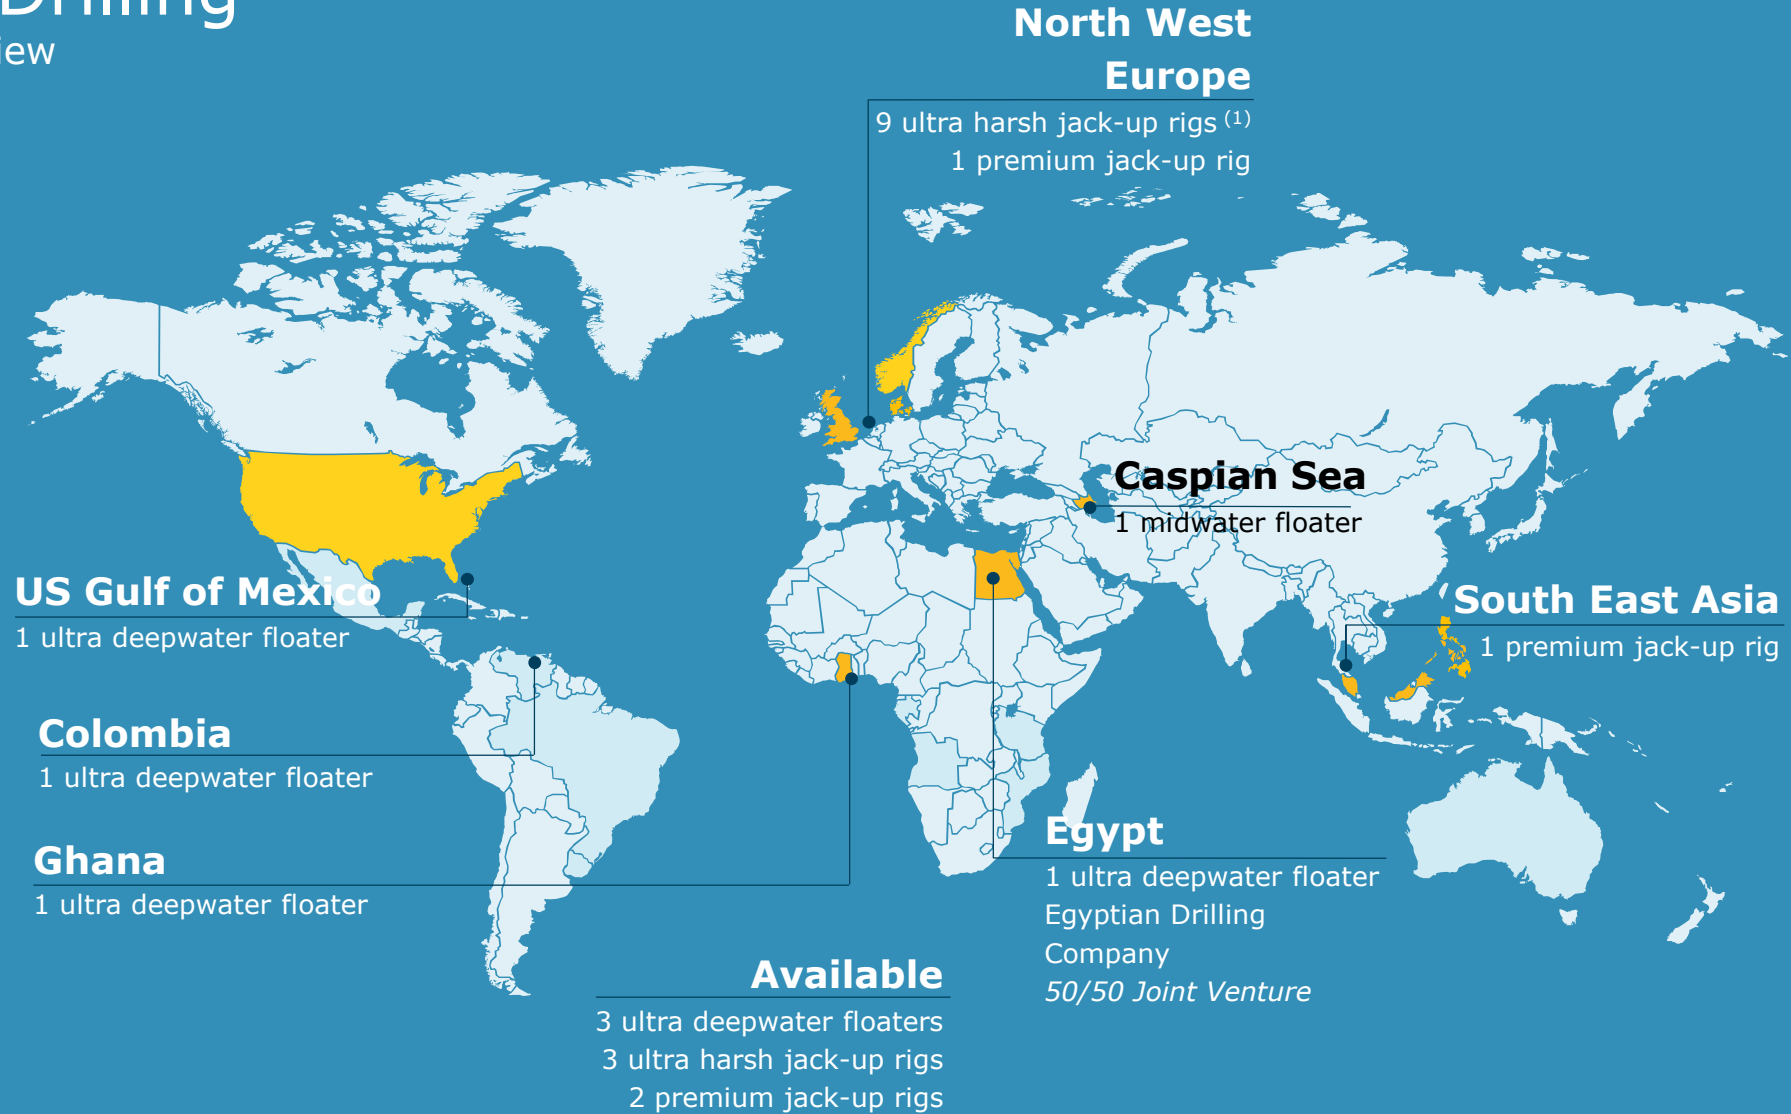 Drilling
iew
North West
Europe
9 ultra harsh jack-up rigs (1)
1 premium jack-up rig
Caspian Sea
1 midwater floater
US Gulf of Mexico
1 ultra deepwater floater
South East Asia
1 premium jack-up rig
Colombia
1 ultra deepwater floater
Ghana
1 ultra deepwater floater
Egypt
1 ultra deepwater floater
Egyptian Drilling
Company
50/50 Joint Venture
Available
3 ultra deepwater floaters
3 ultra harsh jack-up rigs
2 premium jack-up rigs